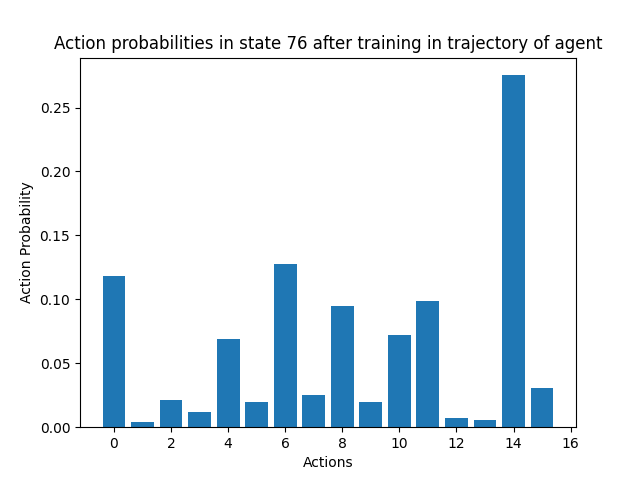 Action probabilities in state 76 after training in trajectory of agent
0.25
0.20
0.15
0.10
0.05
0.00
Action Probability
0 2 4 6 8 10 12 14 16
Actions